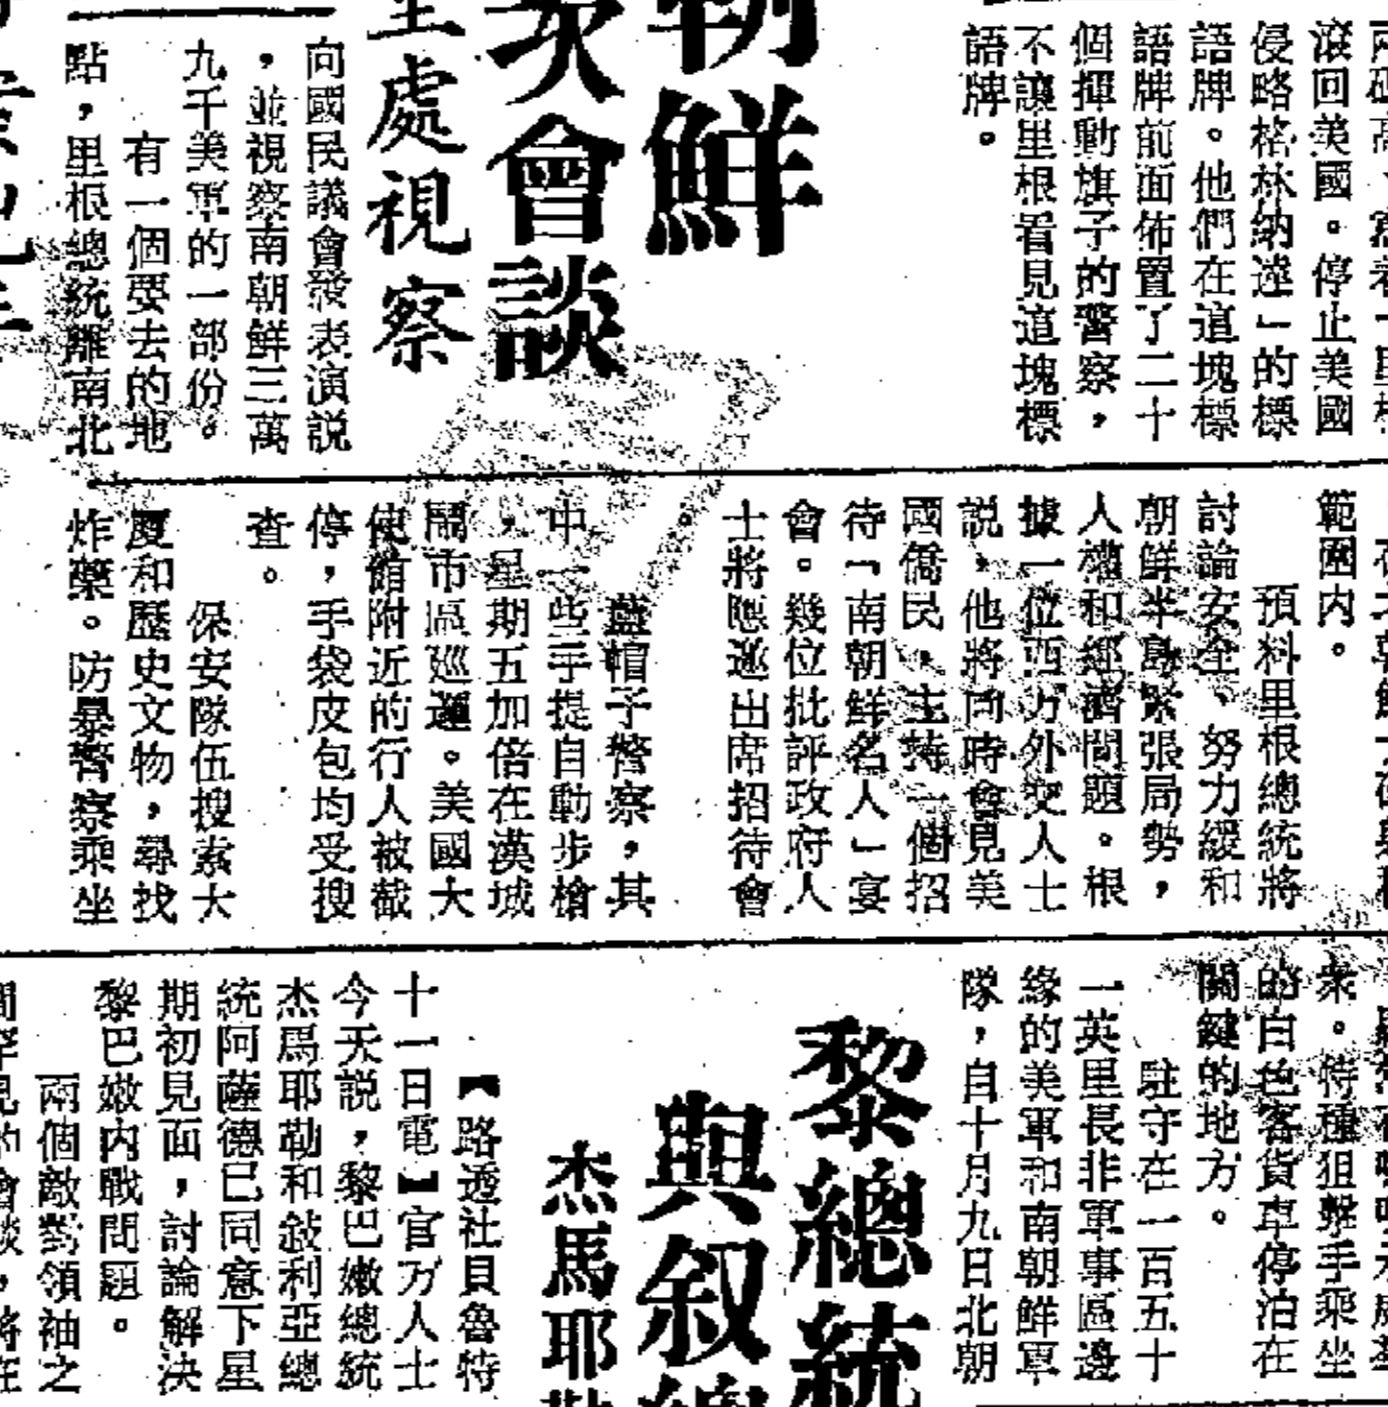 滾回美國。停止美國
侵略格林納達」的標
語牌。他們在這塊標
語牌前面佈置了二十
個揮動旗子的警察，
不讓里根看見這塊標
語牌。
朝鮮
次會談
處視察
向國民議會發表演説
，並視察南朝鮮三萬
九千美軍的一部份。
有一個要去的地
點，里根總統離南北
範圍内。
預料里根總統將
討論安全、努力緩和
朝鮮半島緊張局勢，
人權和經濟問題。根
據一位西方外交人士
説，他將同時會見美
國僑民，主持一個招
待「南朝鮮名人」宴
會。幾位批評政府人
士將應邀出席招待會
。
藍帽子警察，其
中一些手提自動步槍
，星期五加倍在漢城
鬧市區巡邏。美國大
使館附近的行人被截
停，手袋皮包均受搜
查。
保安隊伍搜索大
廈和歷史文物，尋找
炸藥。防暴警察乘坐
衆。特種狙擊手乘坐
的白色客貨車停泊在
關鍵的地方。
駐守在一百五十
一英里長非軍事區邊
緣的美軍和南朝鮮軍
隊，自十月九日北朝
黎總統
與叙總
杰馬耶勒
【路透社貝魯特
十一日電】官方人士
今天説，黎巴嫩總統
杰馬耶勒和敍利亞總
統阿薩德已同意下星
期初見面，討論解決
黎巴嫩内戰問題。
兩個敵對領袖之